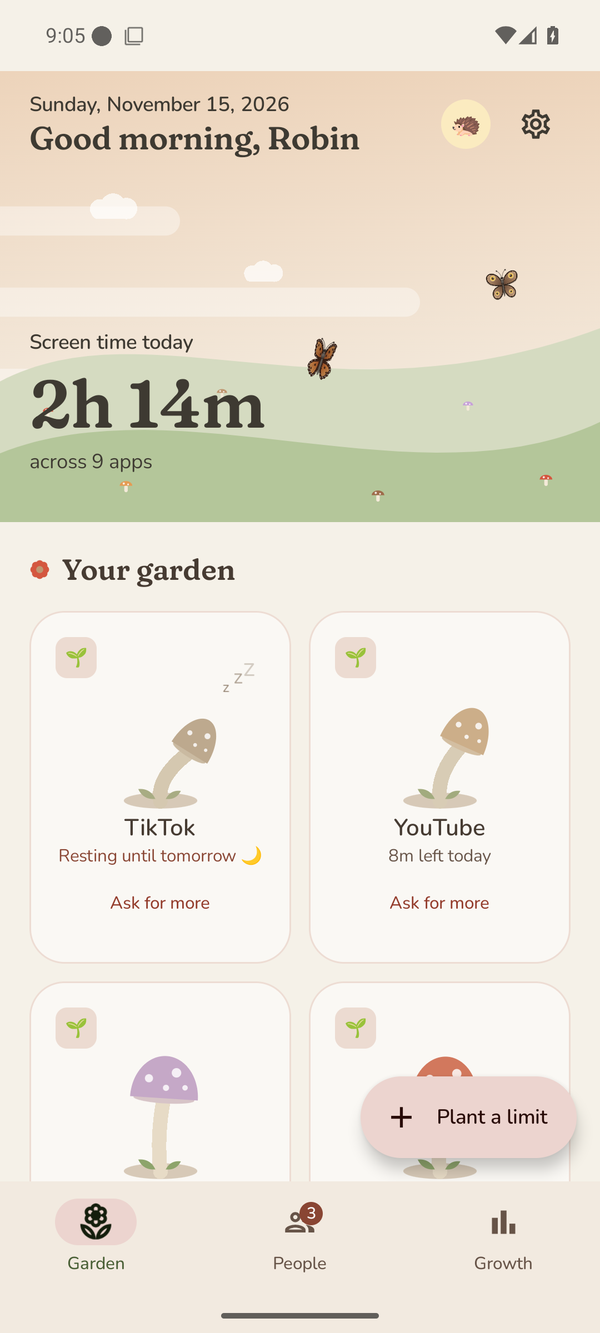 9:05
Sunday, November 15, 2026
Good morning, Robin
Screen time today
2h 14m
across 9 apps
Your garden
z z Z
TikTok
Resting until tomorrow 🌙
Ask for more
YouTube
8m left today
Ask for more
+ Plant a limit
Garden
3
People
Growth